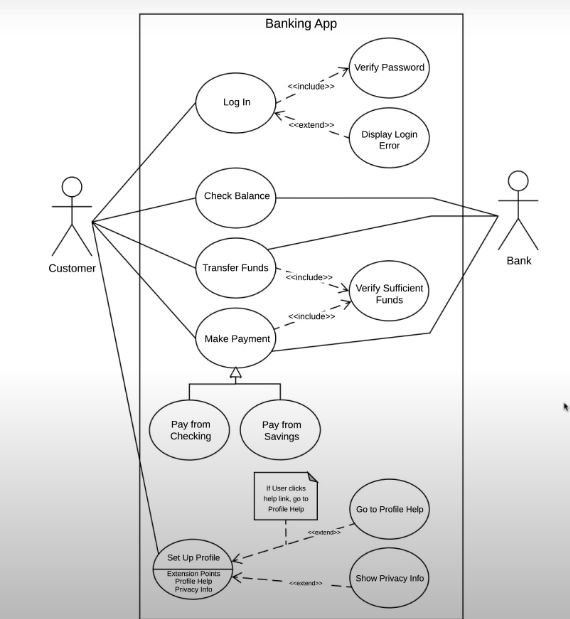 Banking App
Verify Password
<<include>>
Log In
<<extend>>
Display Login
Error
Check Balance
Customer
Bank
Transfer Funds
<<include>>
Verify Sufficient
Funds
<<include>>
Make Payment
Pay from
Checking
Pay from
Savings
If User clicks
help link, go to
Profile Help
Go to Profile Help
<<extend>>
Set Up Profile
Extension Points
Profile Help
Privacy Info
<<extend>>
Show Privacy Info